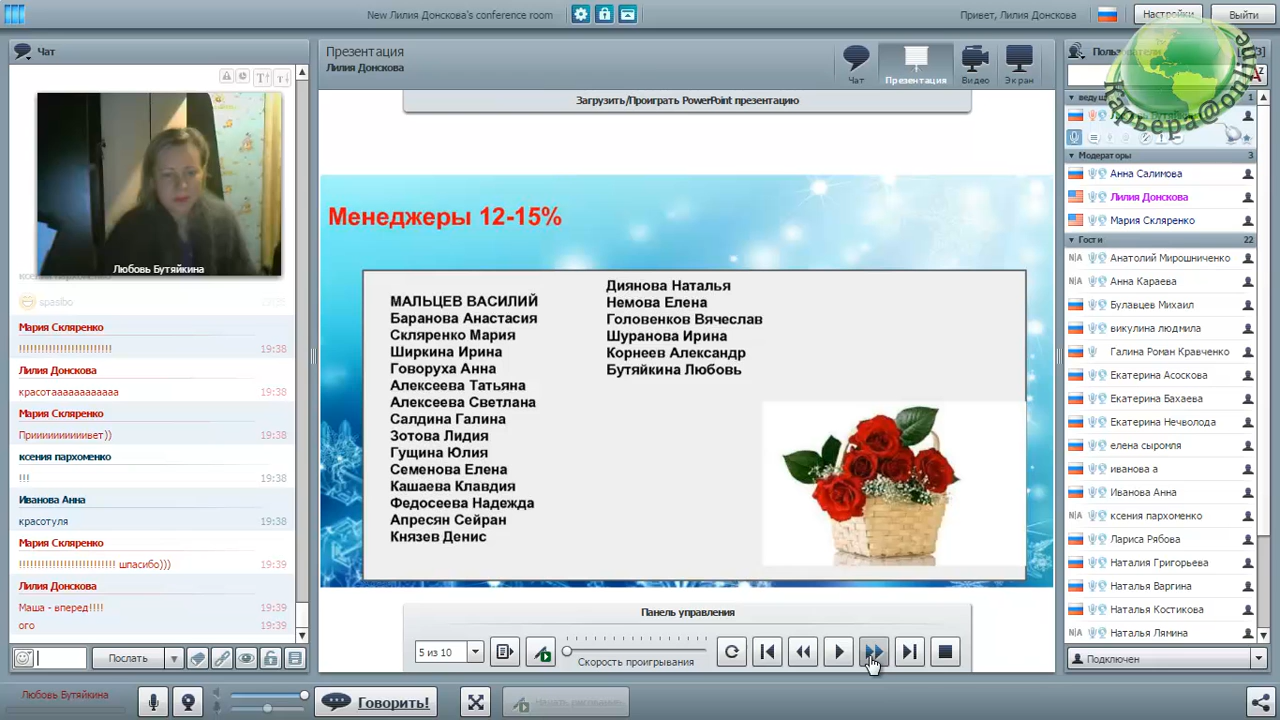 New Лилия Донскова's conference room
Привет, Лилия Донскова
Настройки
Выйти
Чат
Любовь Бутяйкина
spasibo
Мария Скляренко
!!!!!!!!!!!!!!!!!!!!!!!!!
19:38
Лилия Донскова
19:38
красотааааааааааа
Мария Скляренко
19:38
Прииииииииивет))
ксения пархоменко
!!!
19:38
Иванова Анна
красотуля
19:38
Мария Скляренко
!!!!!!!!!!!!!!!!!!!!!!!!!! шпасибо)))
19:39
Лилия Донскова
Маша - вперед!!!!
19:39
ого
19:39
Послать
Презентация
Лилия Донскова
Чат
Презентация
Видео
Экран
Загрузить/Проиграть PowerPoint презентацию
Менеджеры 12-15%
МАЛЬЦЕВ ВАСИЛИЙ
Баранова Анастасия
Скляренко Мария
Ширкина Ирина
Говоруха Анна
Алексеева Татьяна
Алексеева Светлана
Салдина Галина
Зотова Лидия
Гущина Юлия
Семенова Елена
Кашаева Клавдия
Федосеева Надежда
Апресян Сейран
Князев Денис
Диянова Наталья
Немова Елена
Головенков Вячеслав
Шуранова Ирина
Корнеев Александр
Бутяйкина Любовь
Панель управления
5 из 10
Скорость проигрывания
карьера@online
Модераторы
3
Анна Салимова
Лилия Донскова
Мария Скляренко
Гости
22
N|A Анатолий Мирошниченко
Анна Караева
Булавцев Михаил
викулина людмила
N|A Галина Роман Кравченко
Екатерина Асоскова
Екатерина Бахаева
Екатерина Нечволода
елена сыромля
иванова а
Иванова Анна
N|A ксения пархоменко
Лариса Рябова
Наталия Григорьева
Наталья Варгина
Наталья Костикова
Наталья Лямина
Подключен
Любовь Бутяйкина
Говорить!